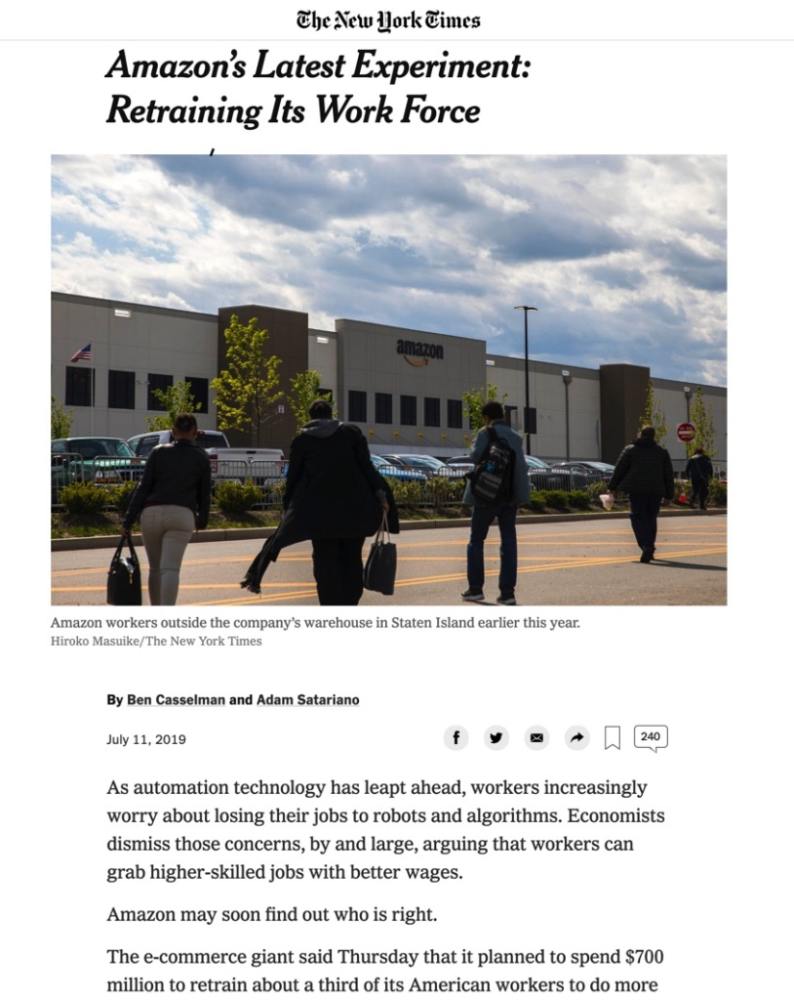 The New York Times
Amazon's Latest Experiment:
Retraining Its Work Force
amazon
Amazon workers outside the company's warehouse in Staten Island earlier this year.
Hiroko Masuike/The New York Times
By Ben Casselman and Adam Satariano
July 11, 2019
240
As automation technology has leapt ahead, workers increasingly
worry about losing their jobs to robots and algorithms. Economists
dismiss those concerns, by and large, arguing that workers can
grab higher-skilled jobs with better wages.
Amazon may soon find out who is right.
The e-commerce giant said Thursday that it planned to spend $700
million to retrain about a third of its American workers to do more